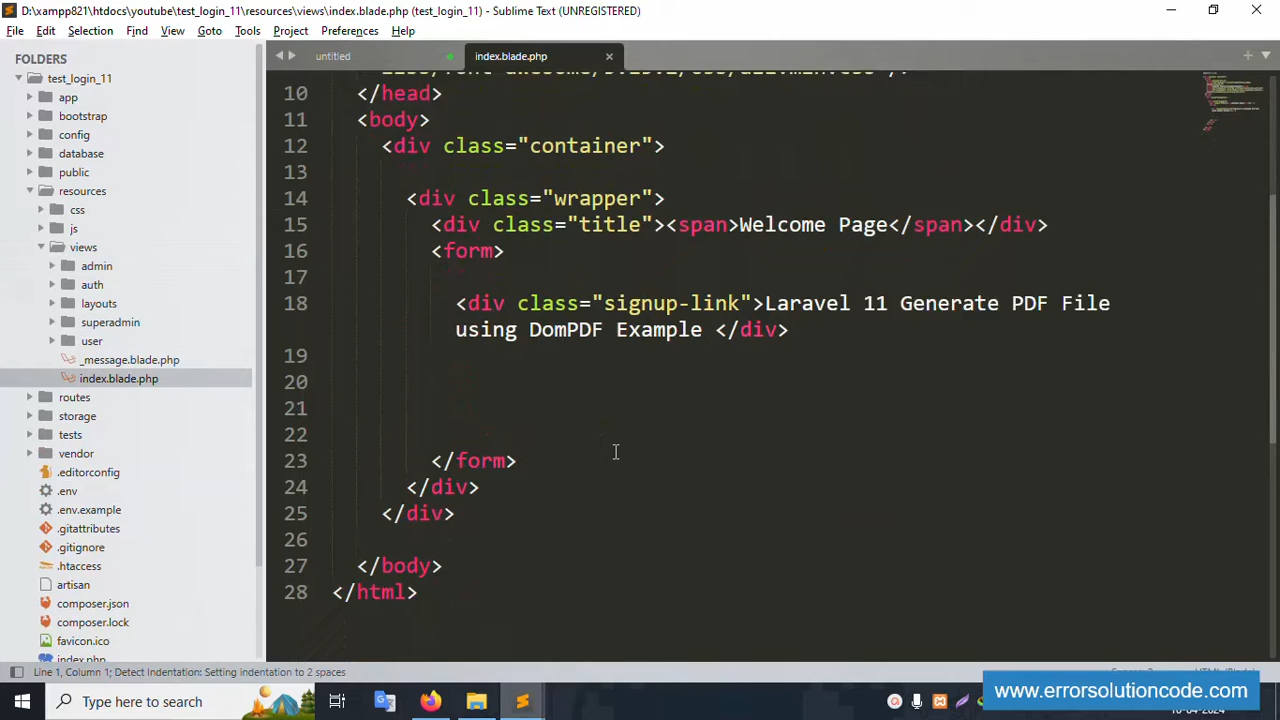 D:\xampp821\htdocs\youtube\test_login_11\resources\views\index.blade.php (test_login_11) - Sublime Text (UNREGISTERED)
File Edit Selection Find View Goto Tools Project Preferences Help
FOLDERS
test_login_11
app
bootstrap
config
database
public
resources
css
js
views
admin
auth
layouts
superadmin
user
_message.blade.php
index.blade.php
routes
storage
tests
vendor
.editorconfig
.env
.env.example
.gitattributes
.gitignore
.htaccess
artisan
composer.json
composer.lock
favicon.ico
index.php
untitled
index.blade.php
10 </head>
11 <body>
12 <div class="container">
13
14 <div class="wrapper">
15 <div class="title"><span>Welcome Page</span></div>
16 <form>
17
18 <div class="signup-link">Laravel 11 Generate PDF File
using DomPDF Example </div>
19
20
21
22
23 </form>
24 </div>
25 </div>
26
27 </body>
28 </html>
Line 1, Column 1; Detect Indentation: Setting indentation to 2 spaces
Type here to search
www.errorsolutioncode.com